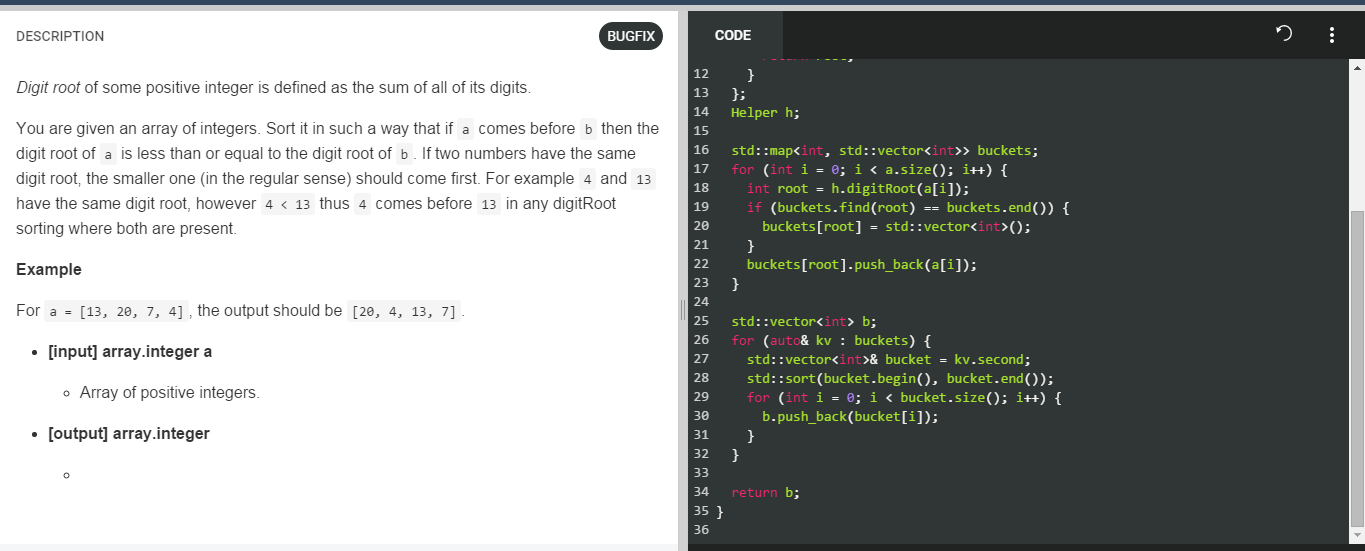 DESCRIPTION
BUGFIX
Digit root of some positive integer is defined as the sum of all of its digits.
You are given an array of integers. Sort it in such a way that if a comes before b then the
digit root of a is less than or equal to the digit root of b . If two numbers have the same
digit root, the smaller one (in the regular sense) should come first. For example 4 and 13
have the same digit root, however 4 < 13 thus 4 comes before 13 in any digitRoot
sorting where both are present.
Example
For a = [13, 20, 7, 4] , the output should be [20, 4, 13, 7] .
• [input] array.integer a
◦ Array of positive integers.
• [output] array.integer
◦
CODE
12     }
13   };
14   Helper h;
15
16   std::map<int, std::vector<int>> buckets;
17   for (int i = 0; i < a.size(); i++) {
18     int root = h.digitRoot(a[i]);
19     if (buckets.find(root) == buckets.end()) {
20       buckets[root] = std::vector<int>();
21     }
22     buckets[root].push_back(a[i]);
23   }
24
25   std::vector<int> b;
26   for (auto& kv : buckets) {
27     std::vector<int>& bucket = kv.second;
28     std::sort(bucket.begin(), bucket.end());
29     for (int i = 0; i < bucket.size(); i++) {
30       b.push_back(bucket[i]);
31     }
32   }
33
34   return b;
35 }
36